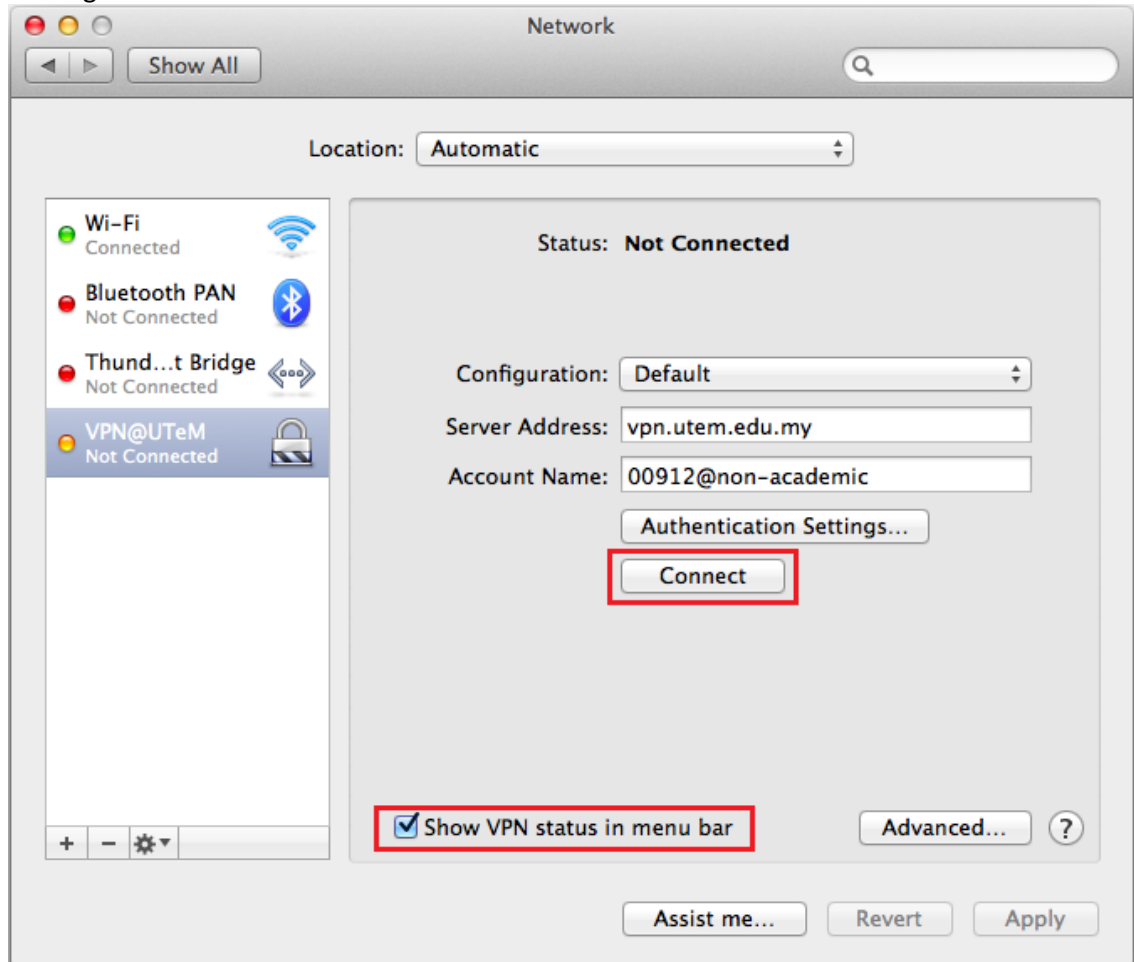 Network
Show All
Location: Automatic
Wi-Fi
Connected
Bluetooth PAN
Not Connected
Thund...t Bridge
Not Connected
VPN@UTeM
Not Connected
Status: Not Connected
Configuration: Default
Server Address: vpn.utem.edu.my
Account Name: 00912@non-academic
Authentication Settings...
Connect
Show VPN status in menu bar
Advanced... ?
Assist me... Revert Apply